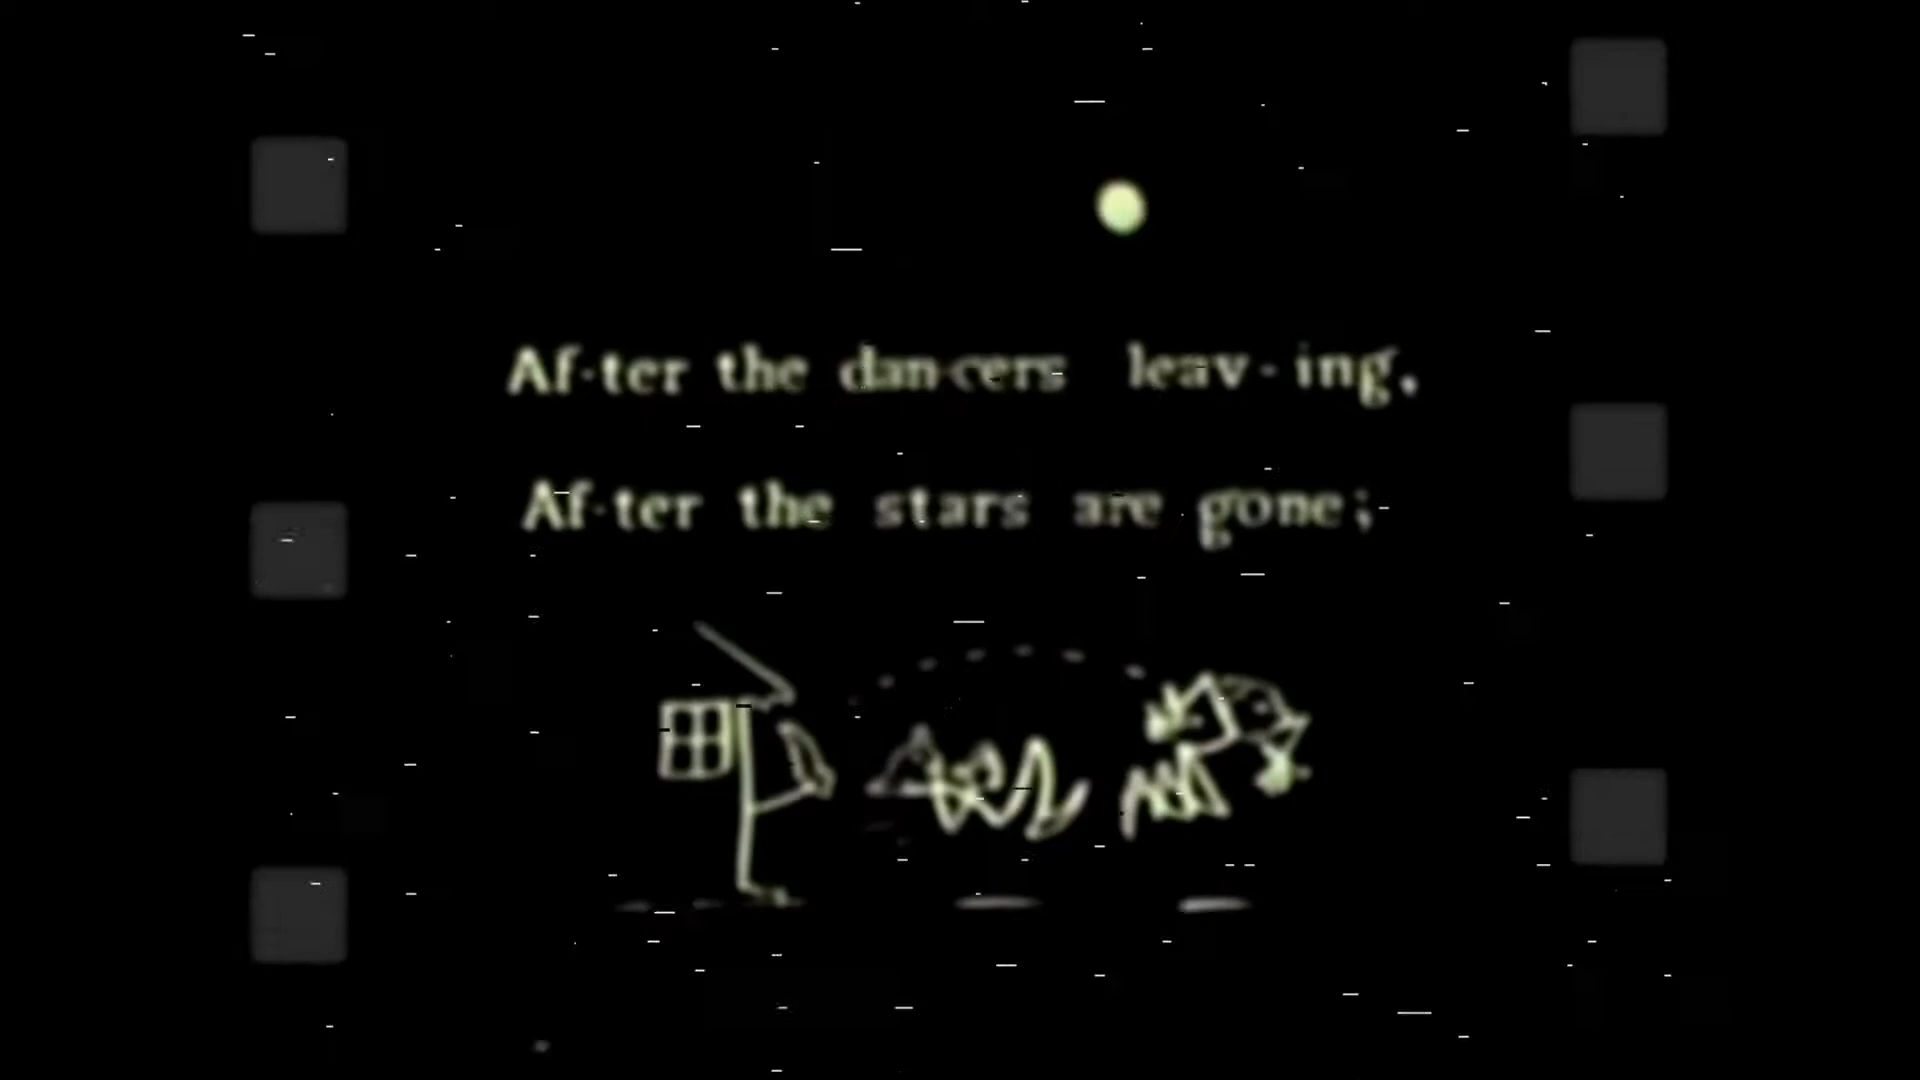 Af-ter the dan-cers leav-ing,
Af-ter the stars are gone;